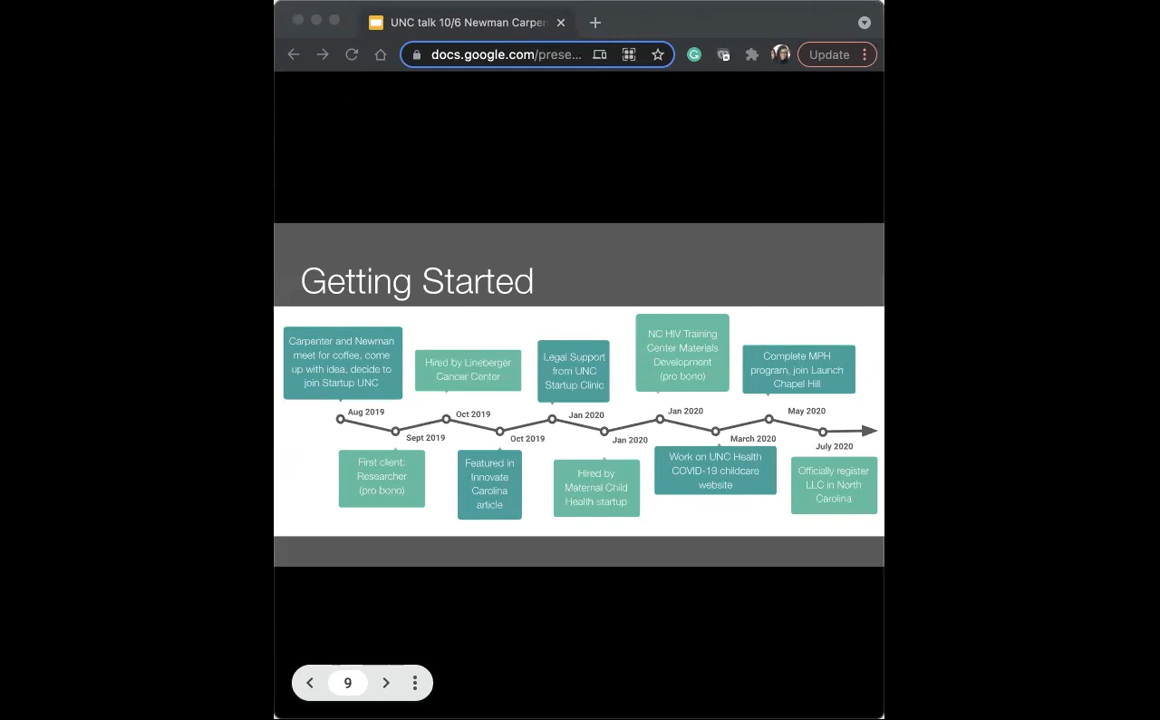 UNC talk 10/6 Newman Carpen
docs.google.com/prese...
Update
Getting Started
Carpenter and Newman
meet for coffee, come
up with idea, decide to
join Startup UNC
Hired by Lineberger
Cancer Center
Legal Support
from UNC
Startup Clinic
NC HIV Training
Center Materials
Development
(pro bono)
Complete MPH
program, join Launch
Chapel Hill
Aug 2019
Sept 2019
Oct 2019
Oct 2019
Jan 2020
Jan 2020
Jan 2020
March 2020
May 2020
July 2020
First client:
Researcher
(pro bono)
Featured in
Innovate
Carolina
article
Hired by
Maternal Child
Health startup
Work on UNC Health
COVID-19 childcare
website
Officially register
LLC in North
Carolina
9